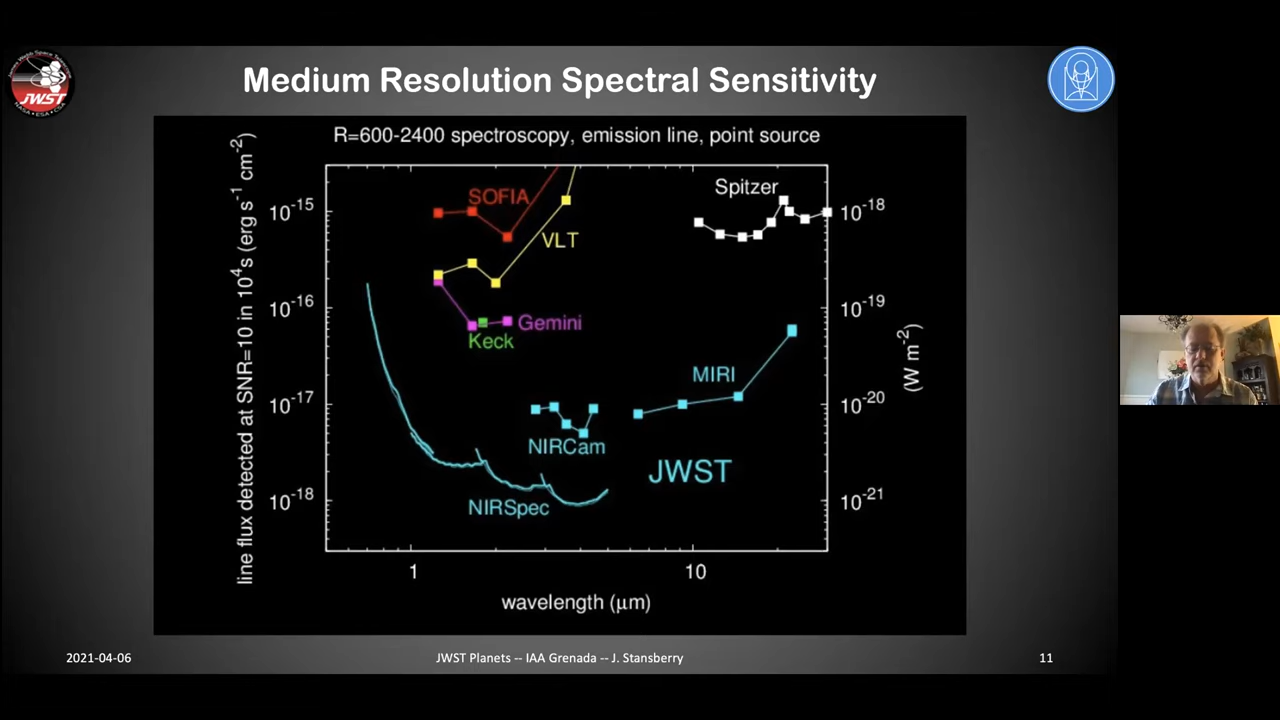 Medium Resolution Spectral Sensitivity
JWST
R=600-2400 spectroscopy, emission line, point source
line flux detected at SNR=10 in 10⁴s (erg s⁻¹ cm⁻²)
10⁻¹⁵
10⁻¹⁶
10⁻¹⁷
10⁻¹⁸
SOFIA
VLT
Gemini
Keck
Spitzer
MIRI
NIRCam
JWST
NIRSpec
10⁻¹⁸
10⁻¹⁹
10⁻²⁰
10⁻²¹
(W m⁻²)
1
10
wavelength (μm)
2021-04-06
JWST Planets -- IAA Grenada -- J. Stansberry
11